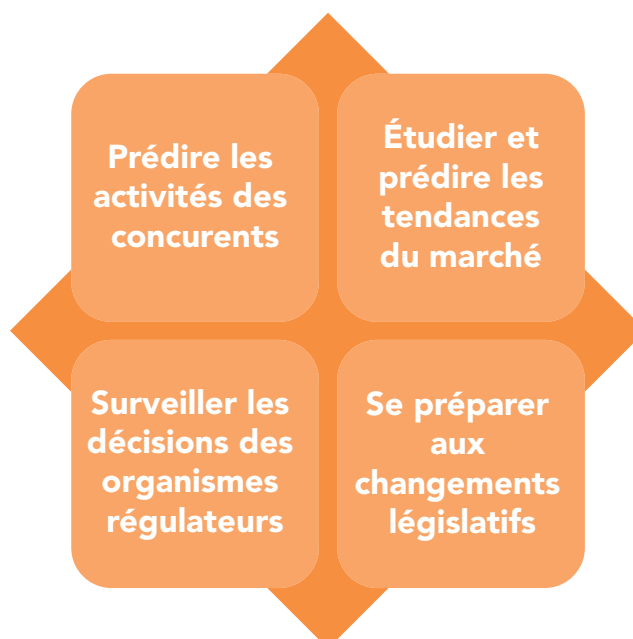 Prédire les
activités des
concurents
Étudier et
prédire les
tendances
du marché
Surveiller les
décisions des
organismes
régulateurs
Se préparer
aux
changements
législatifs